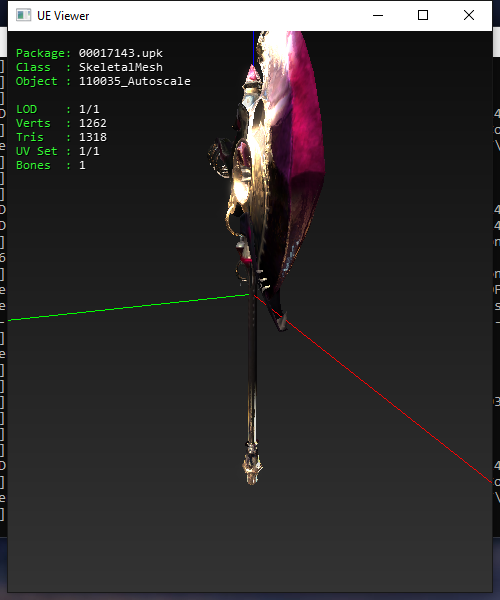 UE Viewer
Package: 00017143.upk
Class  : SkeletalMesh
Object : 110035_Autoscale
LOD    : 1/1
Verts  : 1262
Tris   : 1318
UV Set : 1/1
Bones  : 1